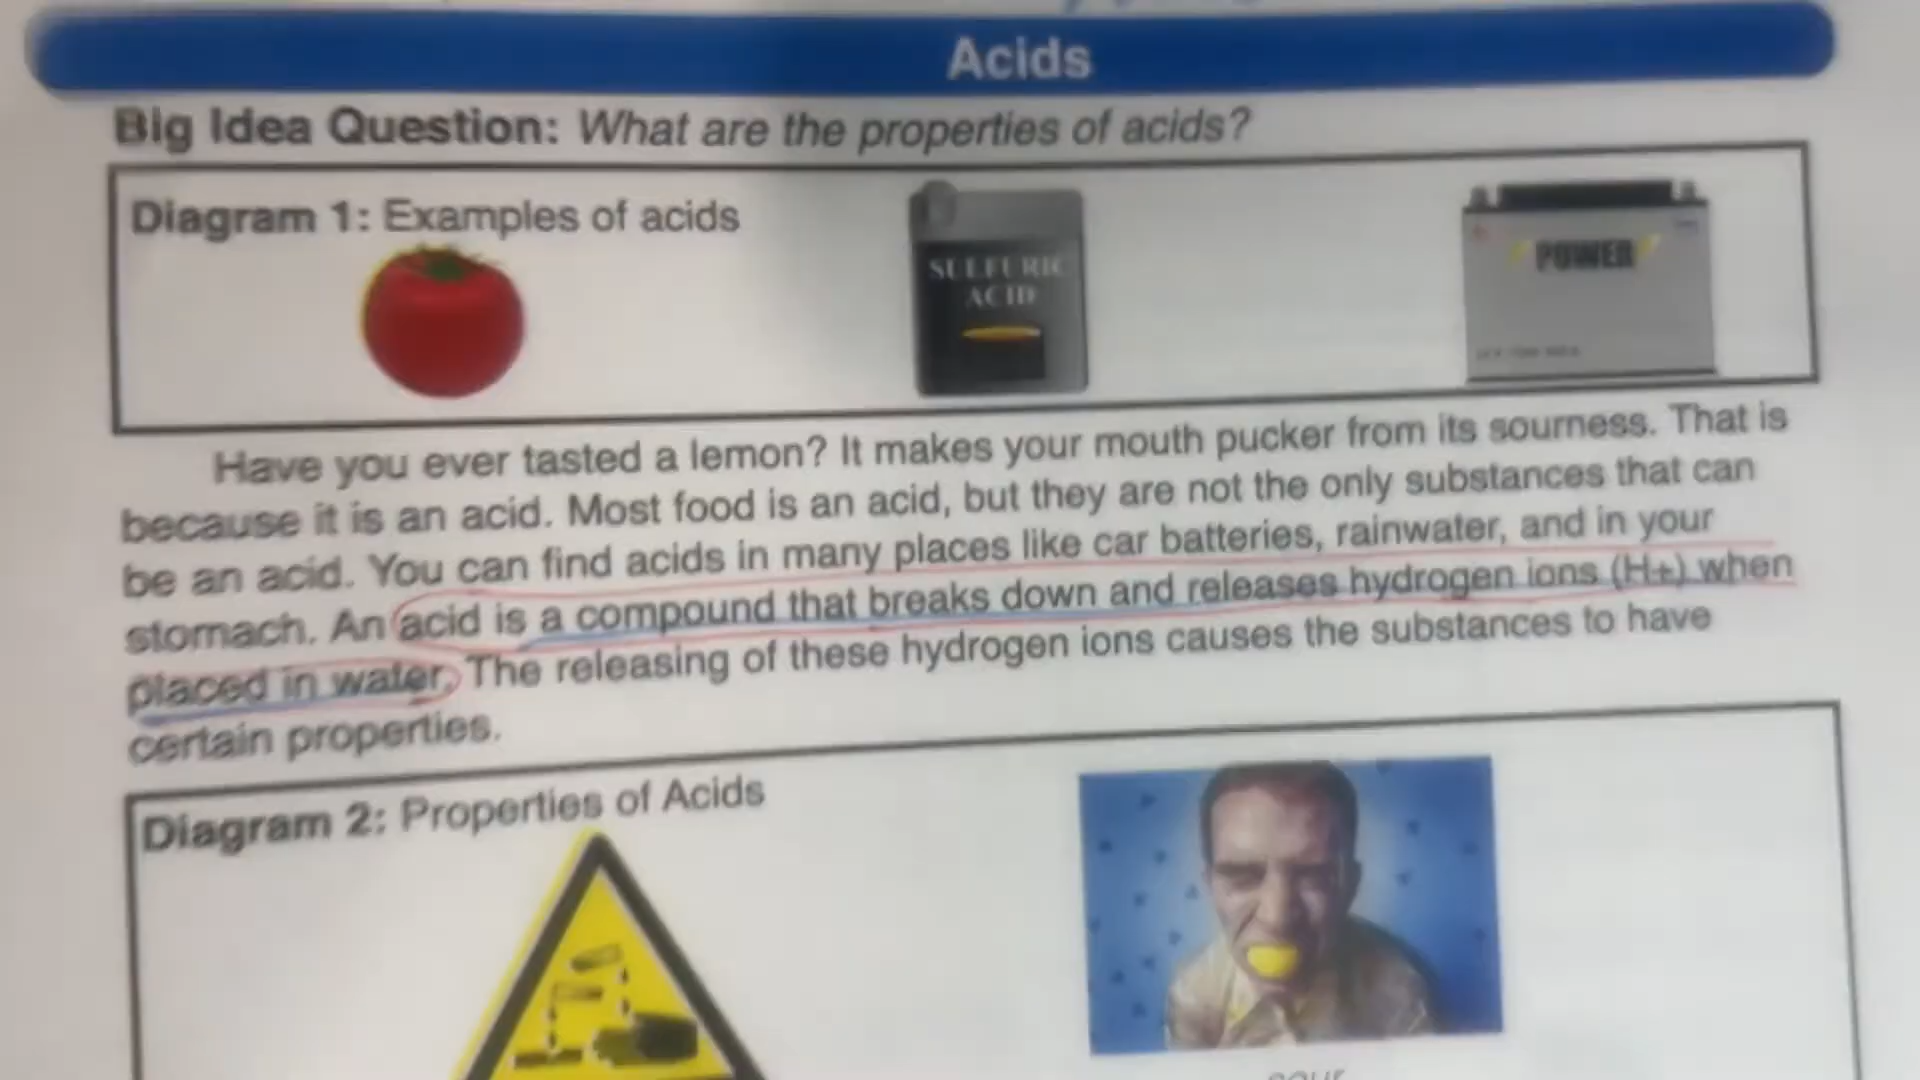 Acids
Big Idea Question: What are the properties of acids?
Diagram 1: Examples of acids
SULFURIC
ACID
POWER
Have you ever tasted a lemon? It makes your mouth pucker from its sourness. That is
because it is an acid. Most food is an acid, but they are not the only substances that can
be an acid. You can find acids in many places like car batteries, rainwater, and in your
stomach. An acid is a compound that breaks down and releases hydrogen ions (H+) when
placed in water. The releasing of these hydrogen ions causes the substances to have
certain properties.
Diagram 2: Properties of Acids
sour